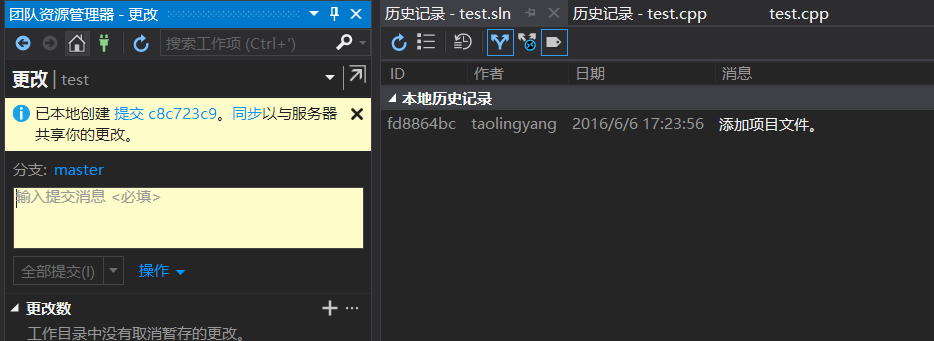 团队资源管理器 - 更改
搜索工作项 (Ctrl+')
更改 | test
已本地创建 提交 c8c723c9。同步以与服务器
共享你的更改。
分支: master
输入提交消息 <必填>
全部提交(I) 操作
更改数
工作目录中没有取消暂存的更改。
历史记录 - test.sln 历史记录 - test.cpp test.cpp
ID 作者 日期 消息
本地历史记录
fd8864bc taolingyang 2016/6/6 17:23:56 添加项目文件。